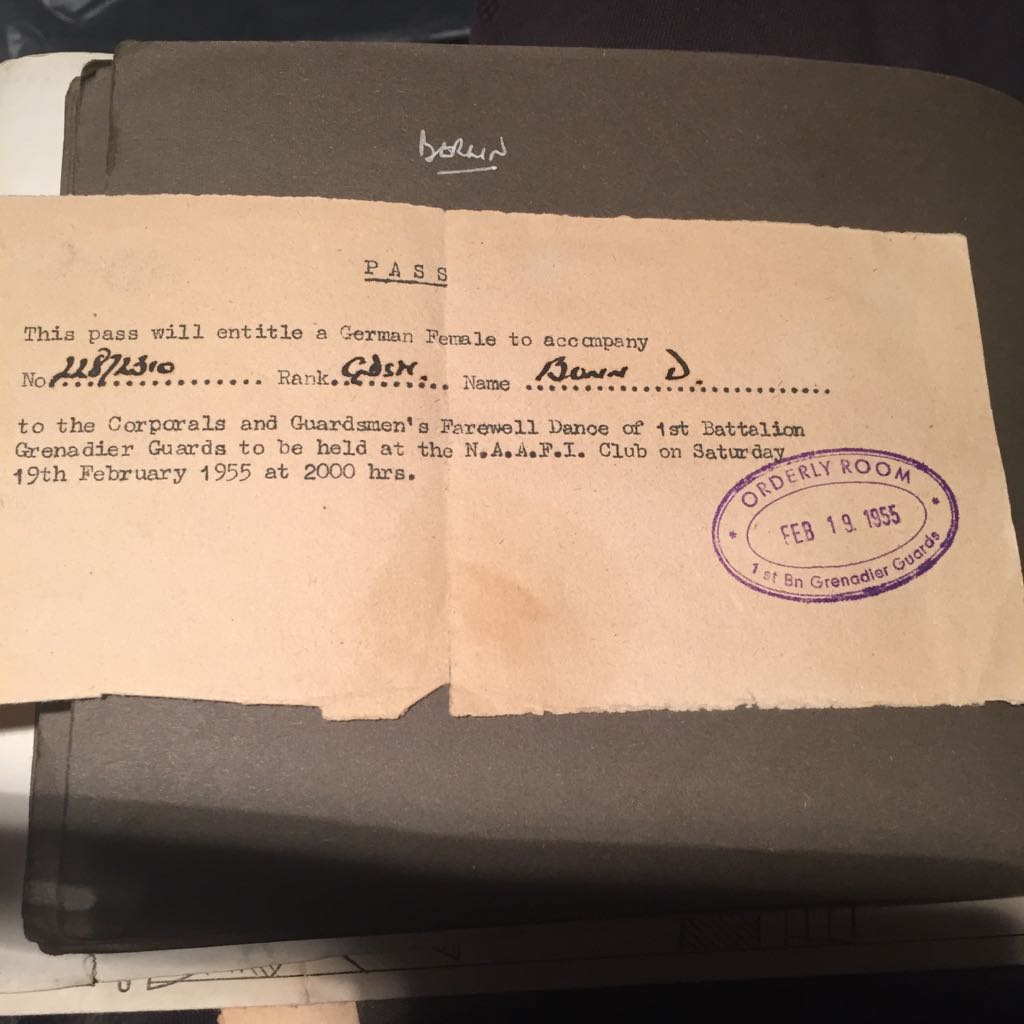 BERLIN
PASS
This pass will entitle a German Female to accompany
No. 22872310 Rank. GDSM. Name BUNN D.
to the Corporals and Guardsmen's Farewell Dance of 1st Battalion
Grenadier Guards to be held at the N.A.A.F.I. Club on Saturday
19th February 1955 at 2000 hrs.
* ORDERLY ROOM *
FEB 19. 1955
1st Bn Grenadier Guards